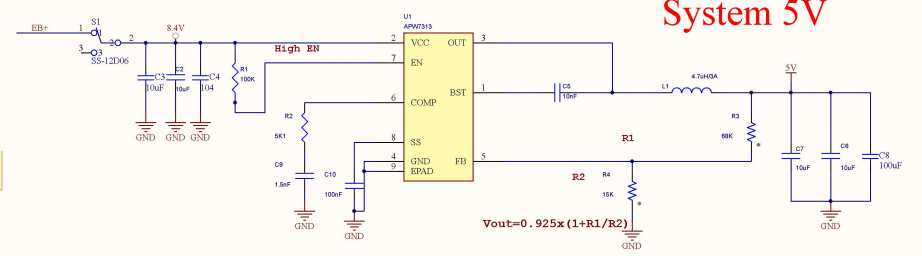 System 5V
U1
APW7313
EB+
1
S1
2
3
SS-12D06
8.4V
High EN
2
VCC
OUT
3
7
EN
C3
10uF
C2
10uF
C4
104
R1
100K
GND
GND
GND
6
COMP
BST
1
C5
10nF
L1
4.7uH/3A
5V
R2
5K1
8
SS
4
GND
9
EPAD
FB
5
R1
R2
R3
68K
*
R4
15K
*
C9
1.5nF
C10
100nF
C7
10uF
C6
10uF
C8
100uF
Vout=0.925x(1+R1/R2)
GND
GND
GND
GND